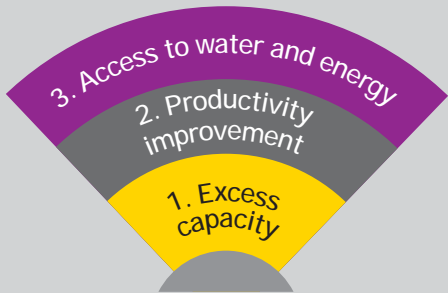 3. Access to water and energy
2. Productivity
improvement
1. Excess
capacity